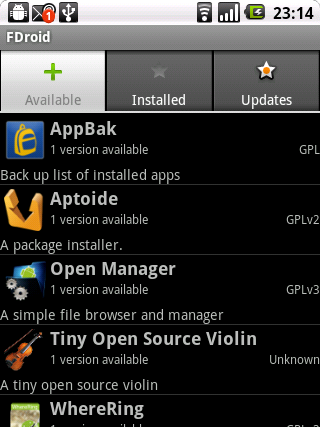 1
23:14
FDroid
Available
Installed
Updates
AppBak
1 version available
GPL
Back up list of installed apps
Aptoide
1 version available
GPLv2
A package installer.
Open Manager
1 version available
GPLv3
A simple file browser and manager
Tiny Open Source Violin
1 version available
Unknown
A tiny open source violin
WhereRing
WhereRing